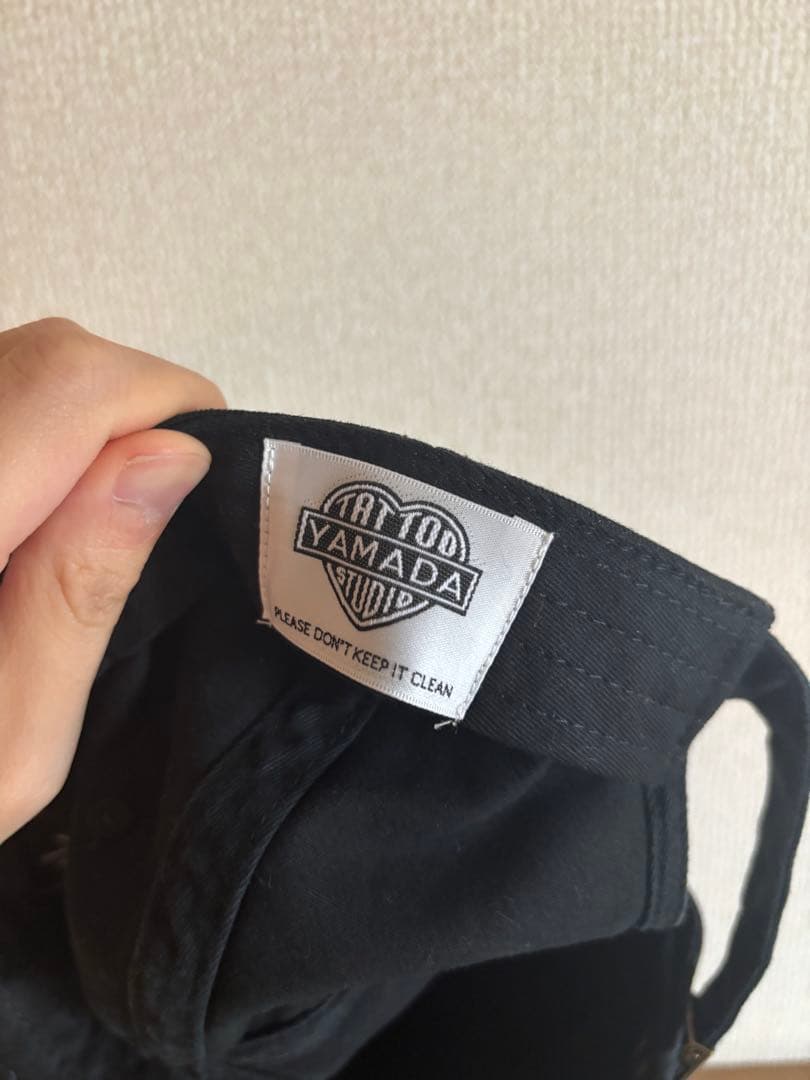 TATTOO
YAMADA
STUDIO
PLEASE DON'T KEEP IT CLEAN